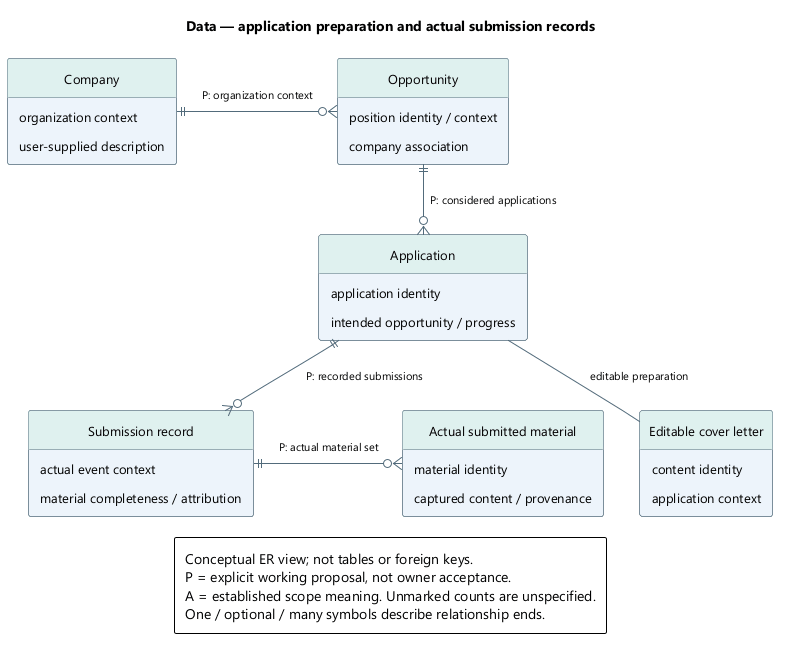 Data — application preparation and actual submission records
Company
organization context
user-supplied description
P: organization context
Opportunity
position identity / context
company association
P: considered applications
Application
application identity
intended opportunity / progress
P: recorded submissions
editable preparation
Submission record
actual event context
material completeness / attribution
P: actual material set
Actual submitted material
material identity
captured content / provenance
Editable cover letter
content identity
application context
Conceptual ER view; not tables or foreign keys.
P = explicit working proposal, not owner acceptance.
A = established scope meaning. Unmarked counts are unspecified.
One / optional / many symbols describe relationship ends.